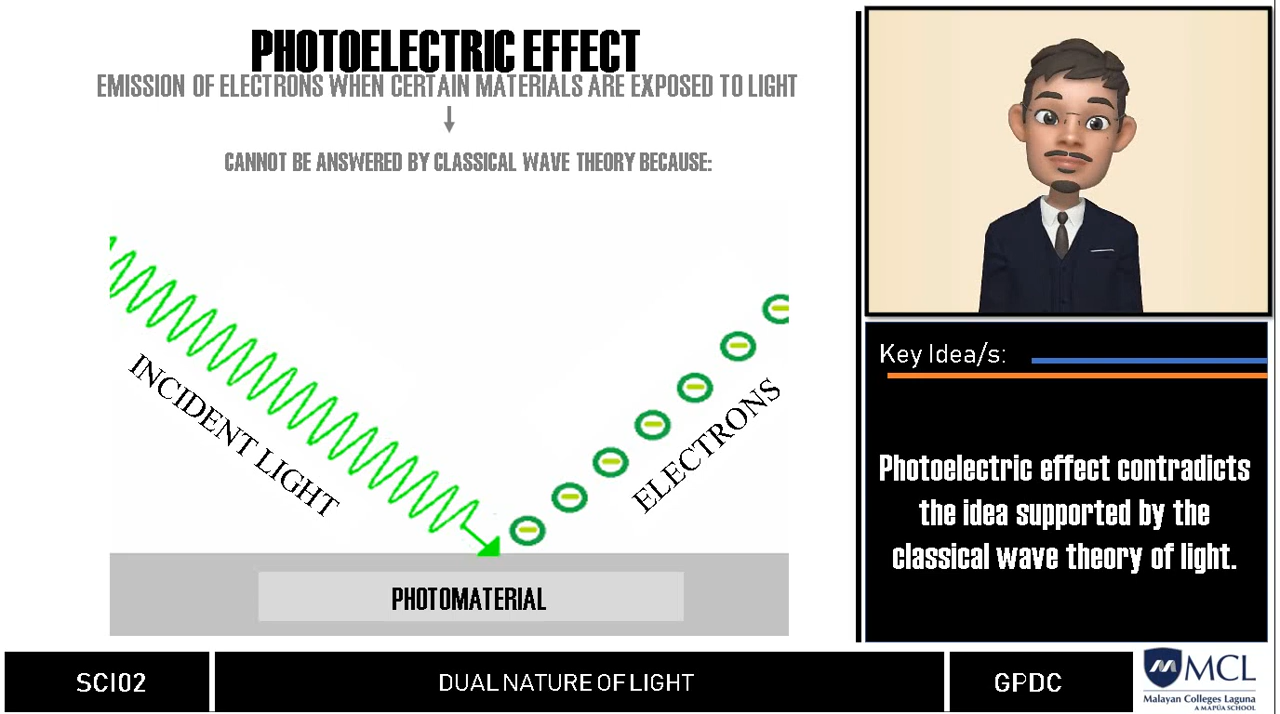 PHOTOELECTRIC EFFECT
EMISSION OF ELECTRONS WHEN CERTAIN MATERIALS ARE EXPOSED TO LIGHT
CANNOT BE ANSWERED BY CLASSICAL WAVE THEORY BECAUSE:
INCIDENT LIGHT
ELECTRONS
PHOTOMATERIAL
Key Idea/s:
Photoelectric effect contradicts
the idea supported by the
classical wave theory of light.
SCI02
DUAL NATURE OF LIGHT
GPDC
MCL
Malayan Colleges Laguna
A MAPÚA SCHOOL